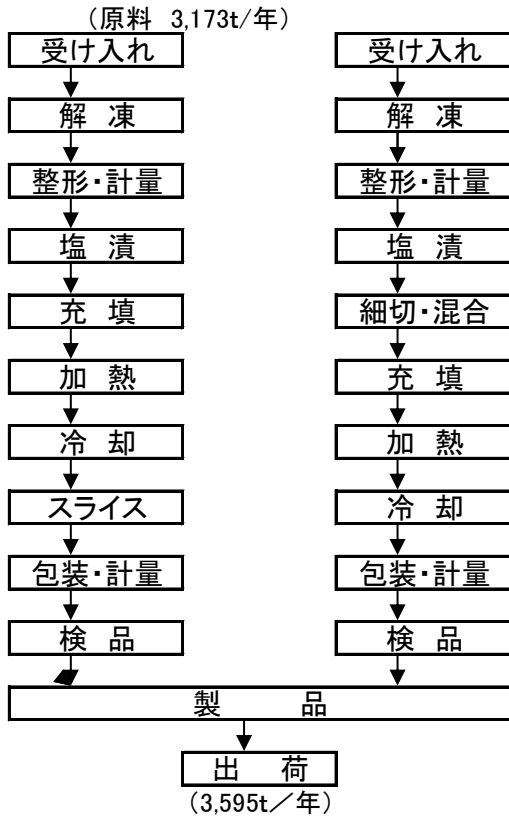 （原料 3,173t/年）
受け入れ
解 凍
整形・計量
塩 漬
充 填
加 熱
冷 却
スライス
包装・計量
検 品
受け入れ
解 凍
整形・計量
塩 漬
細切・混合
充 填
加 熱
冷 却
包装・計量
検 品
製 品
出 荷
（3,595t／年）